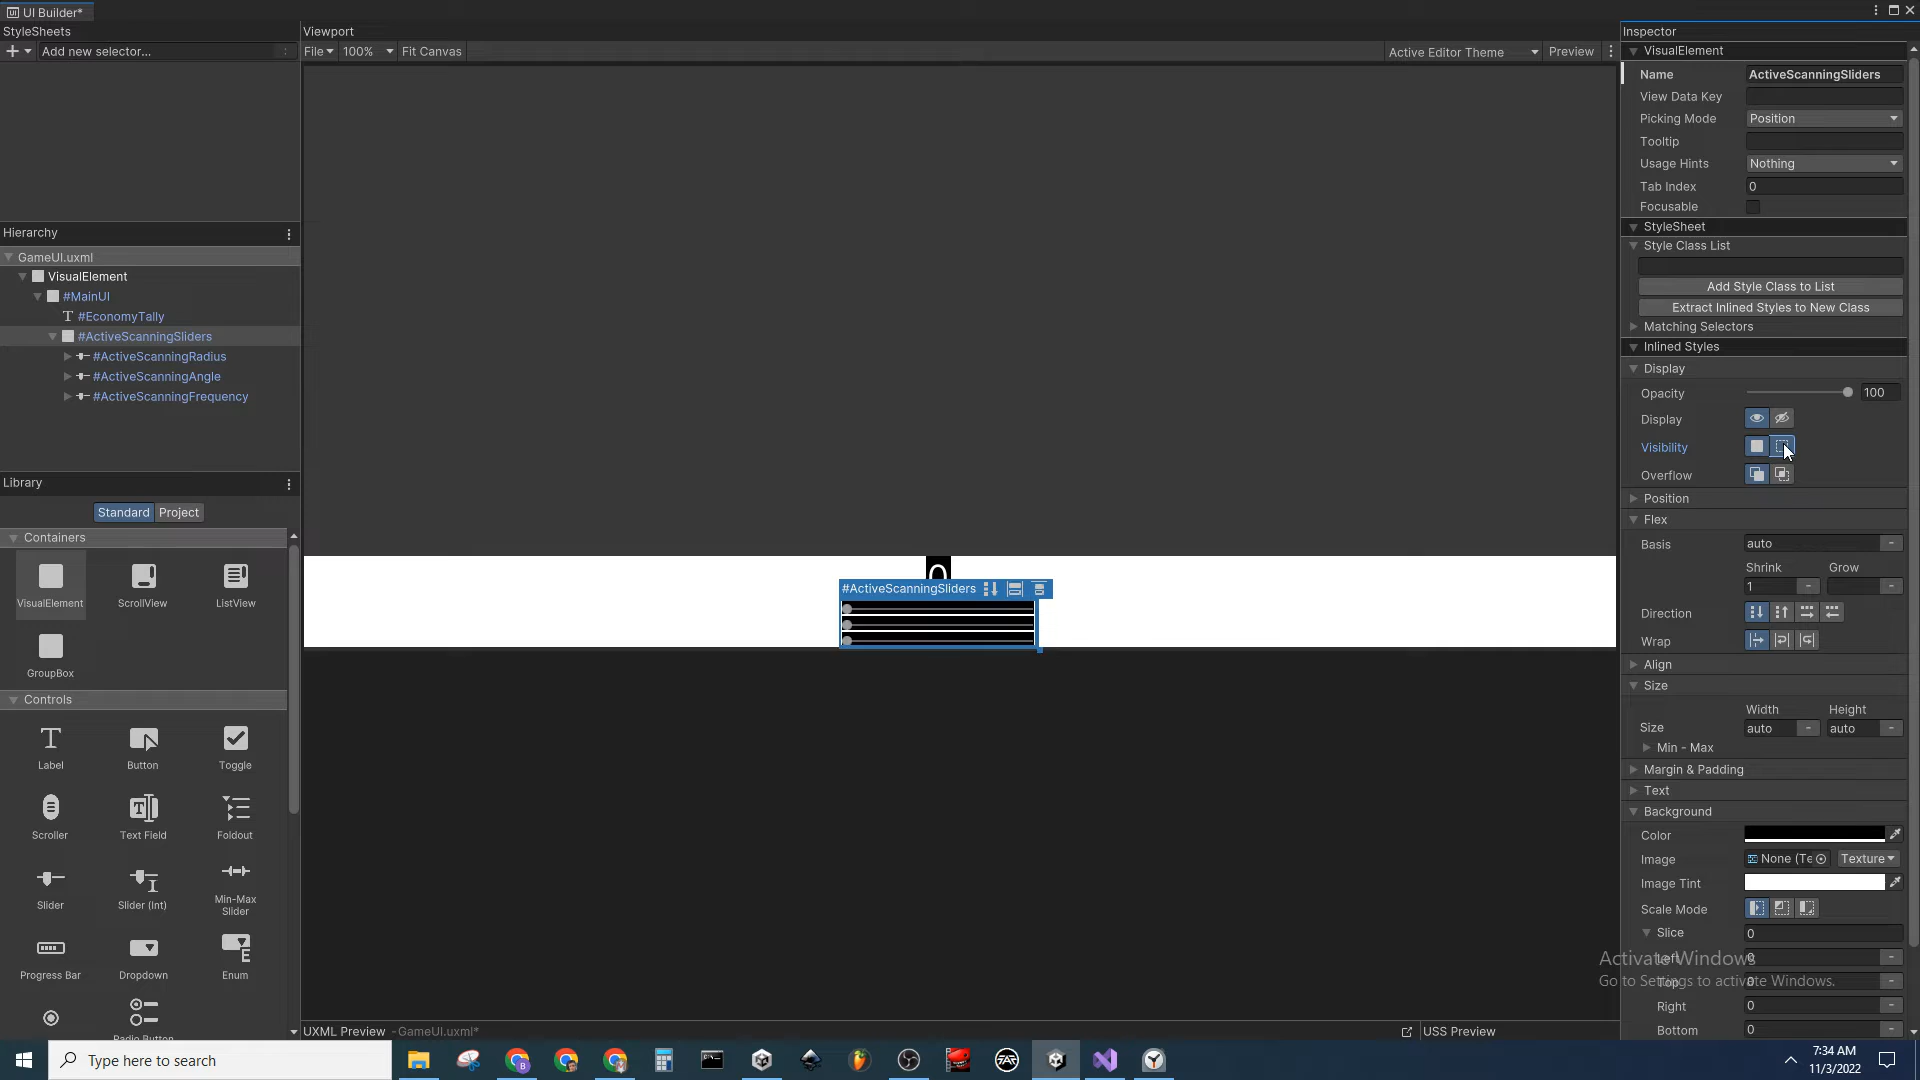 UI Builder*
StyleSheets
Add new selector...
Viewport
File
100%
Fit Canvas
Active Editor Theme
Preview
Inspector
VisualElement
Name
ActiveScanningSliders
View Data Key
Picking Mode
Position
Tooltip
Usage Hints
Nothing
Tab Index
0
Focusable
StyleSheet
Style Class List
Add Style Class to List
Extract Inlined Styles to New Class
Matching Selectors
Inlined Styles
Display
Opacity
100
Display
Visibility
Overflow
Position
Flex
Basis
auto
Shrink
Grow
1
Direction
Wrap
Align
Size
Width
Height
Size
auto
auto
Min - Max
Margin & Padding
Text
Background
Color
Image
None (Te
Texture
Image Tint
Scale Mode
Slice
0
Left
0
Top
0
Right
0
Bottom
0
Activate Windows
Go to Settings to activate Windows.
Hierarchy
GameUI.uxml
VisualElement
#MainUI
#EconomyTally
#ActiveScanningSliders
#ActiveScanningRadius
#ActiveScanningAngle
#ActiveScanningFrequency
0
#ActiveScanningSliders
Library
Standard
Project
Containers
VisualElement
ScrollView
ListView
GroupBox
Controls
Label
Button
Toggle
Scroller
Text Field
Foldout
Slider
Slider (Int)
Min-Max
Slider
Progress Bar
Dropdown
Enum
UXML Preview - GameUI.uxml*
USS Preview
Type here to search
7:34 AM
11/3/2022